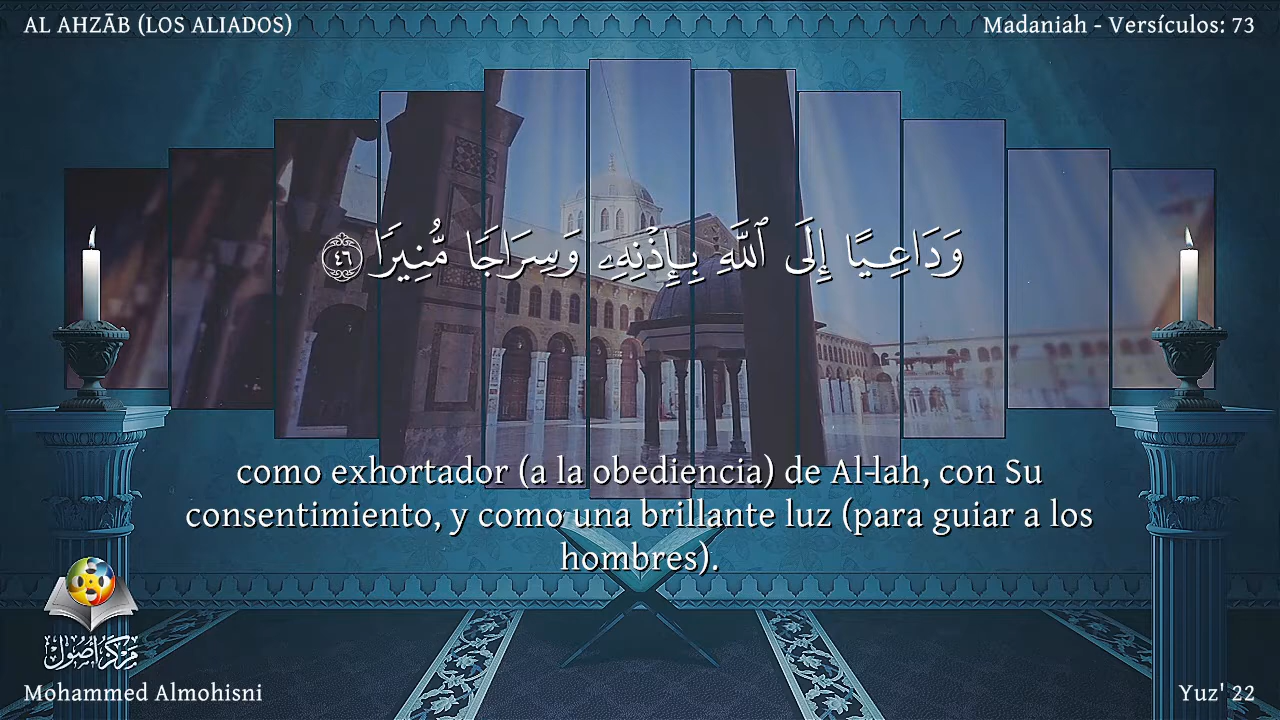 AL AHZĀB (LOS ALIADOS)
Madaniah - Versículos: 73
وَدَاعِيًا إِلَى ٱللَّهِ بِإِذْنِهِۦ وَسِرَاجًا مُّنِيرًا ٤٦
como exhortador (a la obediencia) de Al-lah, con Su
consentimiento, y como una brillante luz (para guiar a los
hombres).
مركز أصول
Mohammed Almohisni
Yuz' 22